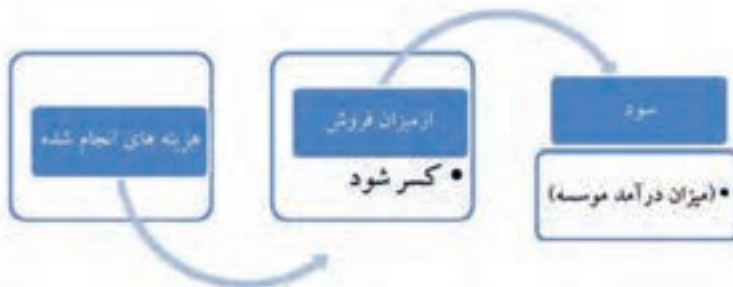 هزینه های انجام شده
ازمیزان فروش
• کسر شود
سود
• (میزان درآمد موسسه)